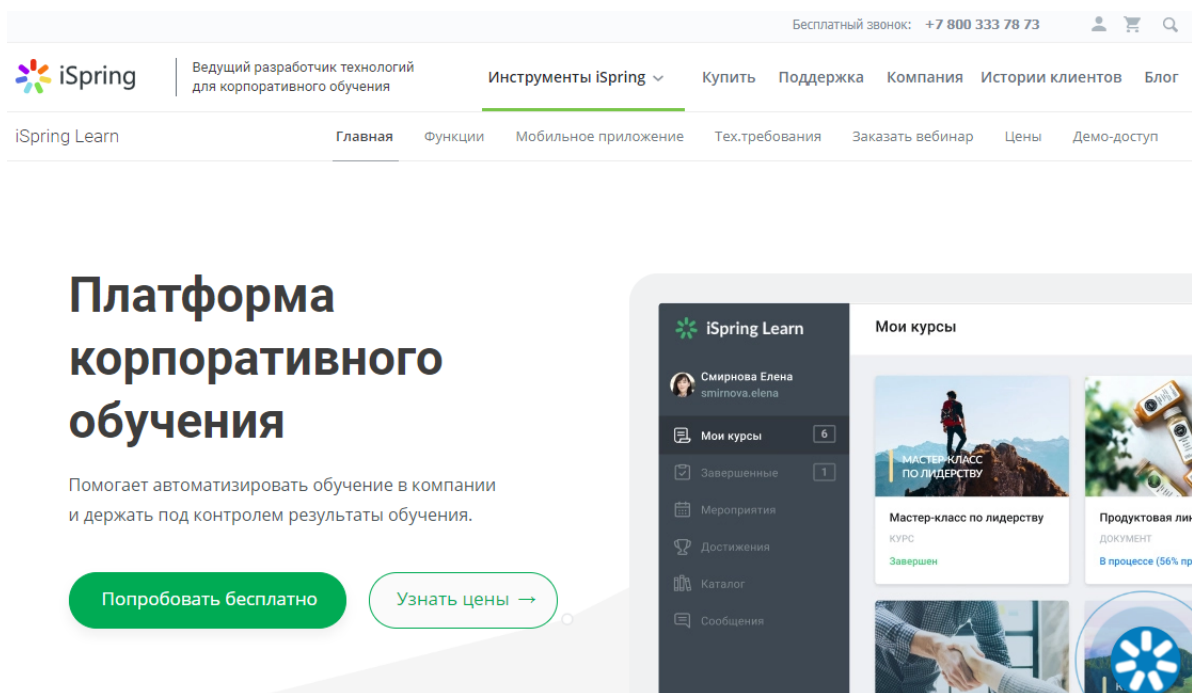 Бесплатный звонок: +7 800 333 78 73
iSpring
Ведущий разработчик технологий
для корпоративного обучения
Инструменты iSpring
Купить
Поддержка
Компания
Истории клиентов
Блог
iSpring Learn
Главная
Функции
Мобильное приложение
Тех.требования
Заказать вебинар
Цены
Демо-доступ
Платформа
корпоративного
обучения
Помогает автоматизировать обучение в компании
и держать под контролем результаты обучения.
Попробовать бесплатно
Узнать цены →
iSpring Learn
Смирнова Елена
smirnova.elena
Мои курсы 6
Завершенные 1
Мероприятия
Достижения
Каталог
Сообщения
Мои курсы
МАСТЕР-КЛАСС
ПО ЛИДЕРСТВУ
Мастер-класс по лидерству
КУРС
Завершен
Продуктовая лин
ДОКУМЕНТ
В процессе (56% пр